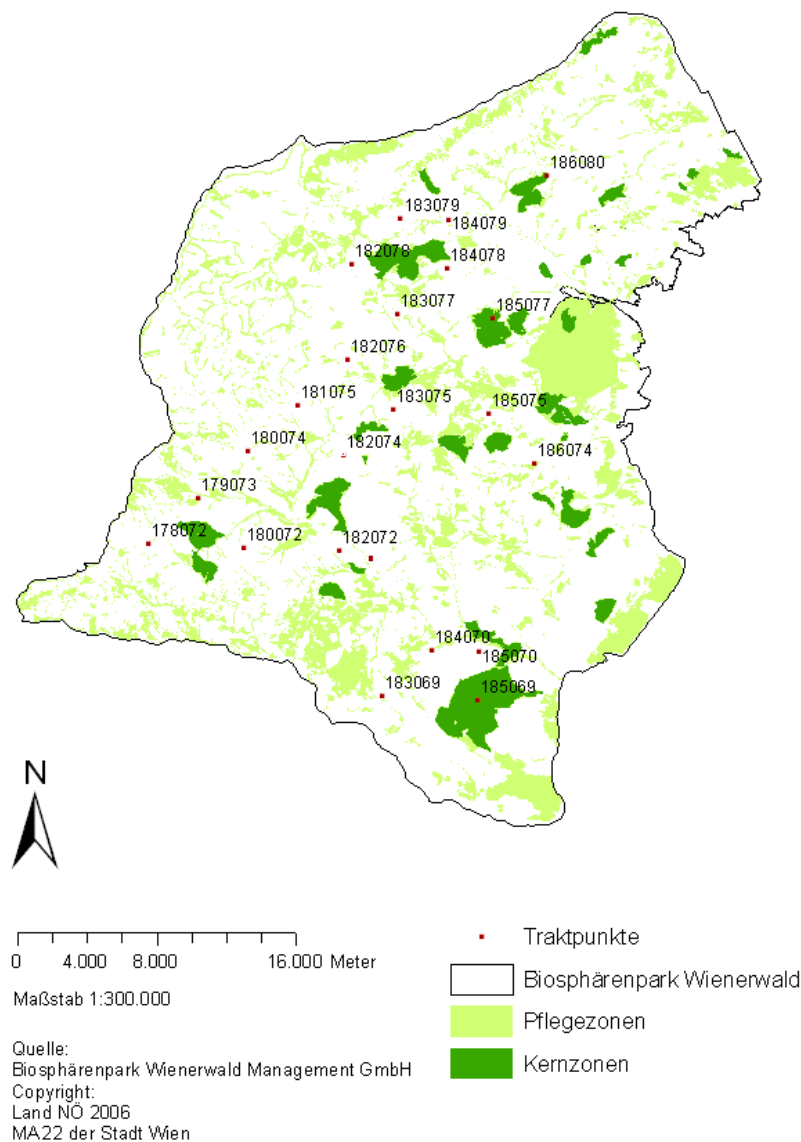 186080
183079
184079
182078
184078
183077
185077
182076
181075
183075
185075
180074
182074
186074
179073
178072
180072
182072
184070
185070
183069
185069
N
0 4.000 8.000 16.000 Meter
Maßstab 1:300.000
Quelle:
Biosphärenpark Wienerwald Management GmbH
Copyright:
Land NÖ 2006
MA22 der Stadt Wien
Traktpunkte
Biosphärenpark Wienerwald
Pflegezonen
Kernzonen